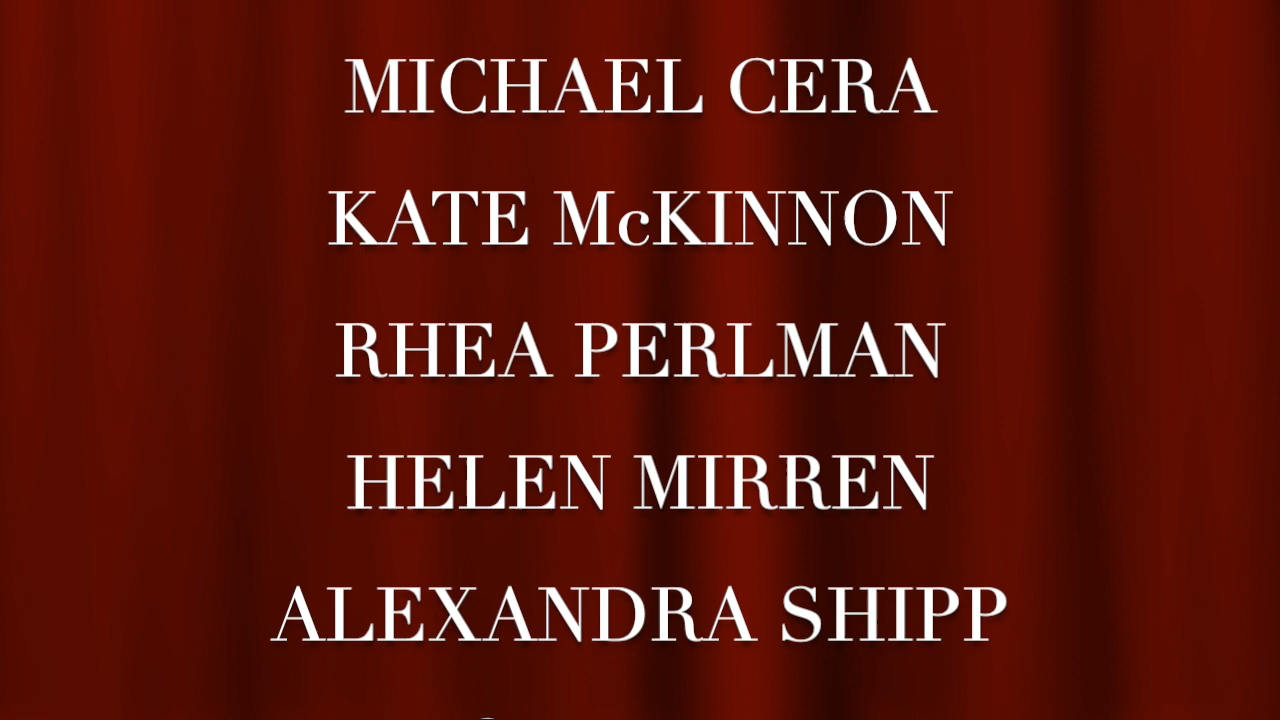 MICHAEL CERA
KATE McKINNON
RHEA PERLMAN
HELEN MIRREN
ALEXANDRA SHIPP